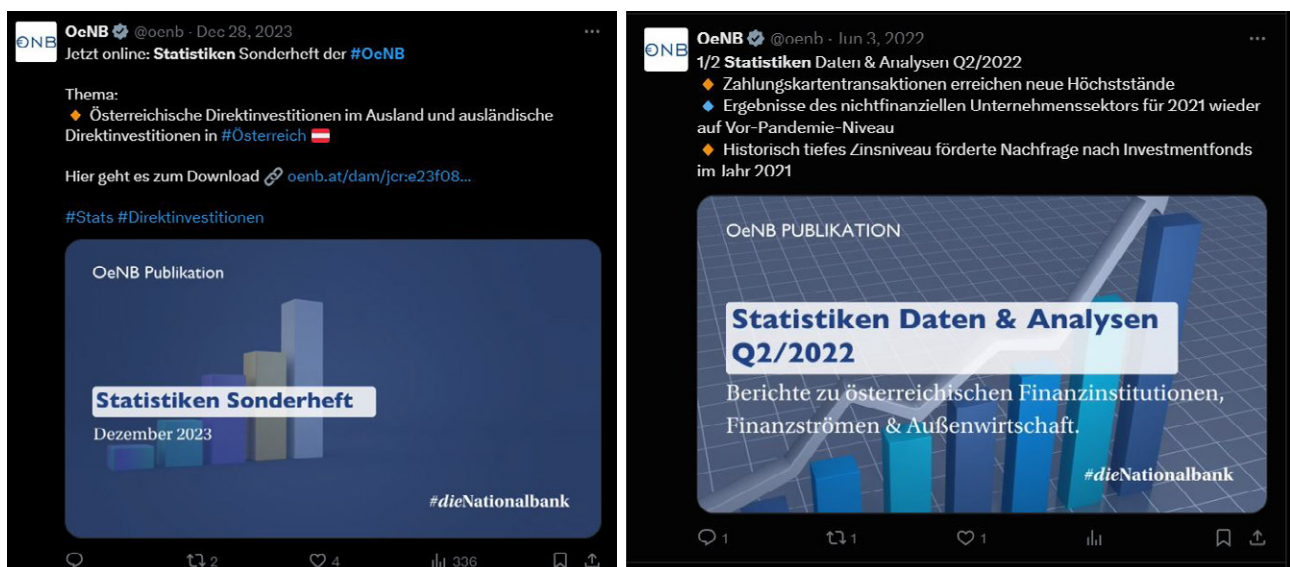 OeNB @oenb · Dec 28, 2023
Jetzt online: Statistiken Sonderheft der #OeNB
Thema:
Österreichische Direktinvestitionen im Ausland und ausländische
Direktinvestitionen in #Österreich
Hier geht es zum Download oenb.at/dam/jcr:e23f08...
#Stats #Direktinvestitionen
OeNB Publikation
Statistiken Sonderheft
Dezember 2023
#dieNationalbank
2 4 336
OeNB @oenb · Jun 3, 2022
1/2 Statistiken Daten & Analysen Q2/2022
Zahlungskartentransaktionen erreichen neue Höchststände
Ergebnisse des nichtfinanziellen Unternehmenssektors für 2021 wieder
auf Vor-Pandemie-Niveau
Historisch tiefes Zinsniveau förderte Nachfrage nach Investmentfonds
im Jahr 2021
OeNB PUBLIKATION
Statistiken Daten & Analysen
Q2/2022
Berichte zu österreichischen Finanzinstitutionen,
Finanzströmen & Außenwirtschaft.
#dieNationalbank
1 1 1